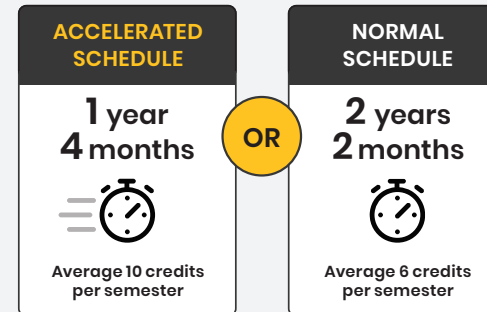 ACCELERATED
SCHEDULE
1 year
4 months
Average 10 credits
per semester
OR
NORMAL
SCHEDULE
2 years
2 months
Average 6 credits
per semester